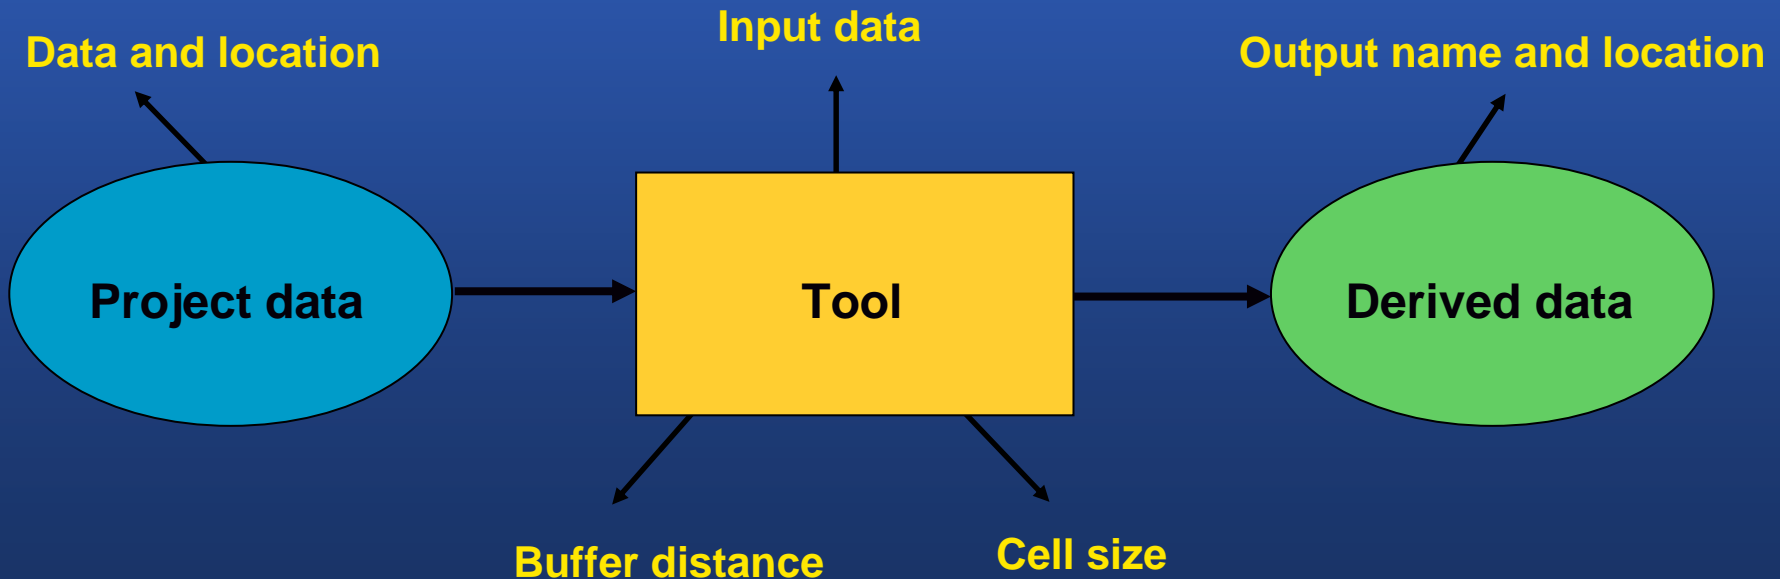 Input data
Data and location
Output name and location
Project data
Tool
Derived data
Buffer distance
Cell size